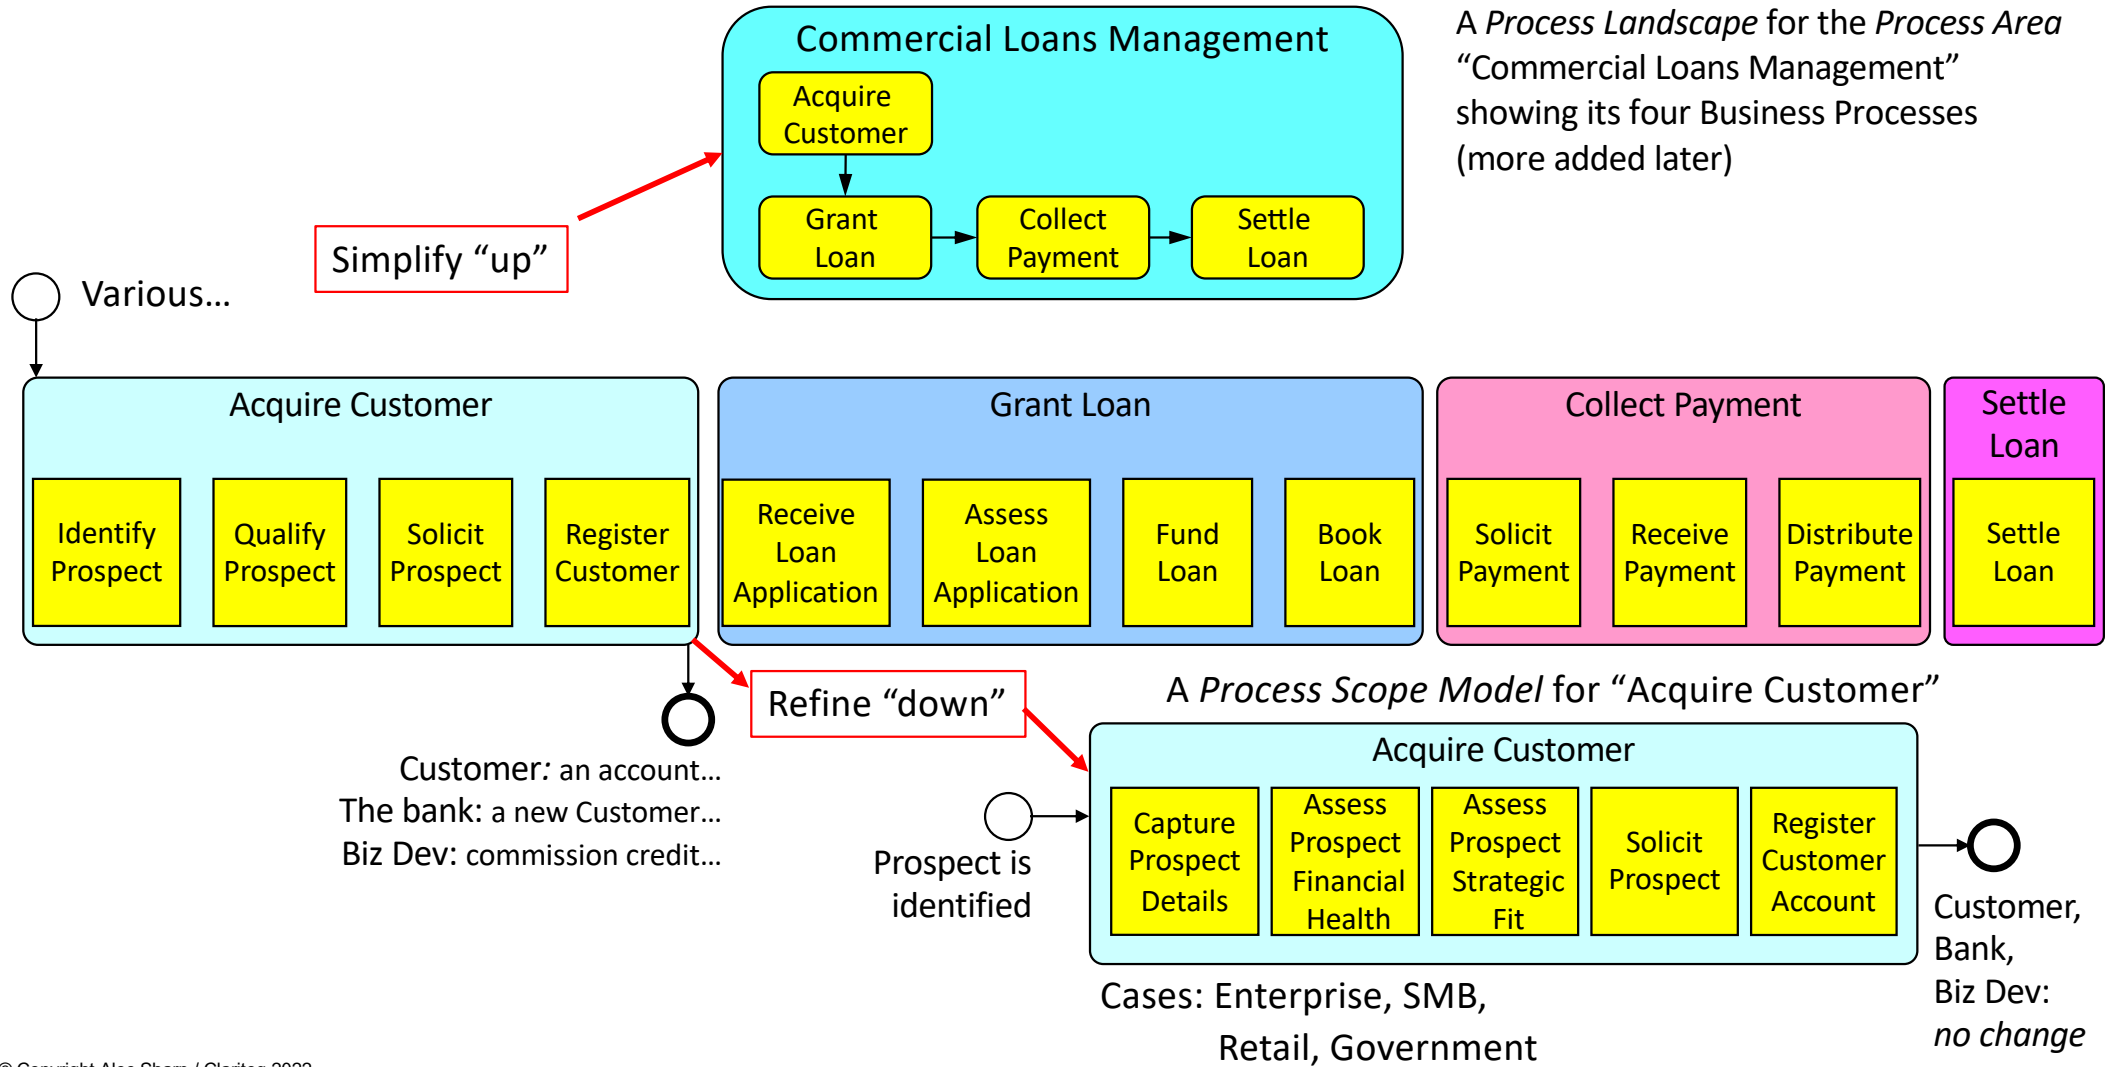 Commercial Loans Management
Acquire
Customer
Grant
Loan
Collect
Payment
Settle
Loan
A Process Landscape for the Process Area
“Commercial Loans Management”
showing its four Business Processes
(more added later)
Simplify “up”
Various...
Acquire Customer
Identify
Prospect
Qualify
Prospect
Solicit
Prospect
Register
Customer
Grant Loan
Receive
Loan
Application
Assess
Loan
Application
Fund
Loan
Book
Loan
Collect Payment
Solicit
Payment
Receive
Payment
Distribute
Payment
Settle
Loan
Settle
Loan
Refine “down”
Customer: an account...
The bank: a new Customer...
Biz Dev: commission credit...
A Process Scope Model for “Acquire Customer”
Acquire Customer
Prospect is
identified
Capture
Prospect
Details
Assess
Prospect
Financial
Health
Assess
Prospect
Strategic
Fit
Solicit
Prospect
Register
Customer
Account
Customer,
Bank,
Biz Dev:
no change
Cases: Enterprise, SMB,
Retail, Government
© Copyright Alec Sharp / Clariteq 2022